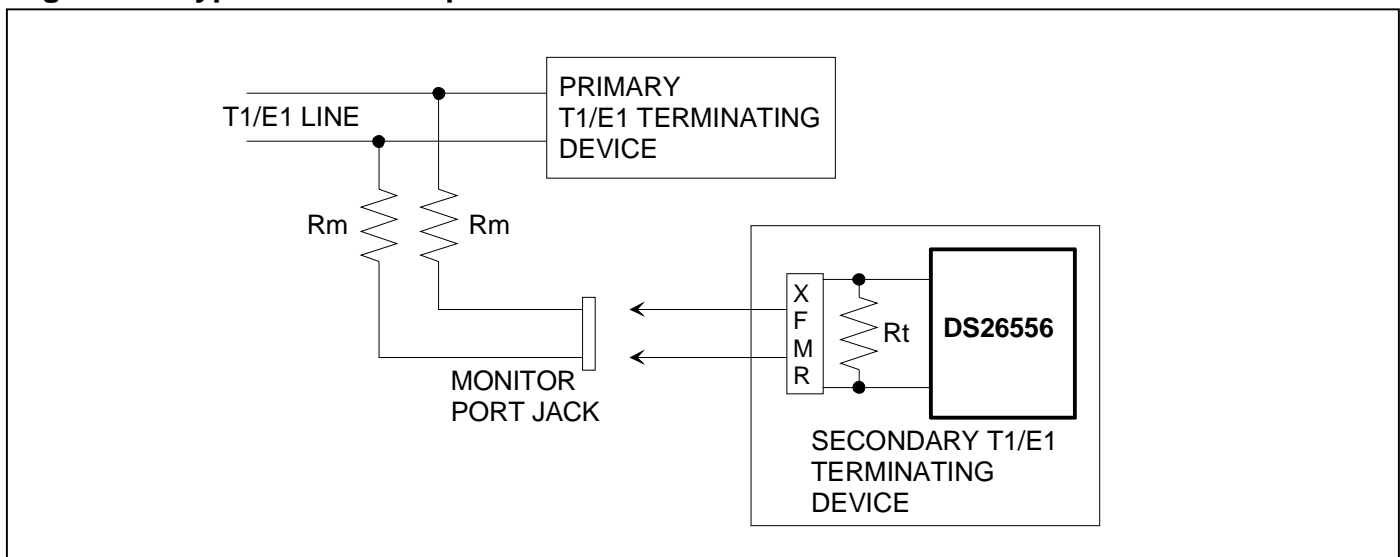 T1/E1 LINE
PRIMARY
T1/E1 TERMINATING
DEVICE
Rm
Rm
MONITOR
PORT JACK
X
F
M
R
Rt
DS26556
SECONDARY T1/E1
TERMINATING
DEVICE